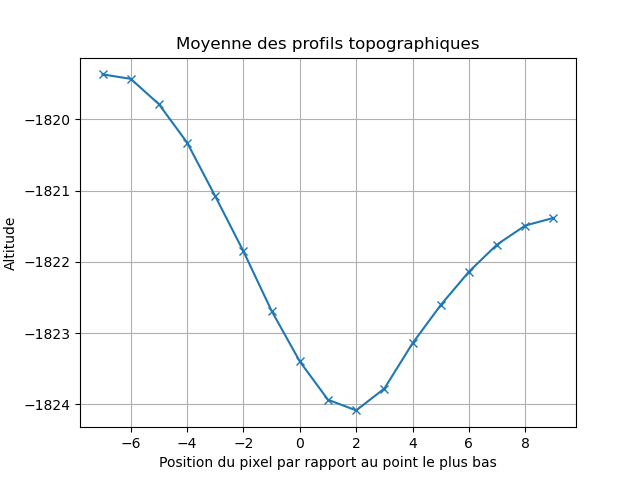 Moyenne des profils topographiques
Altitude
−1820
−1821
−1822
−1823
−1824
−6 −4 −2 0 2 4 6 8
Position du pixel par rapport au point le plus bas